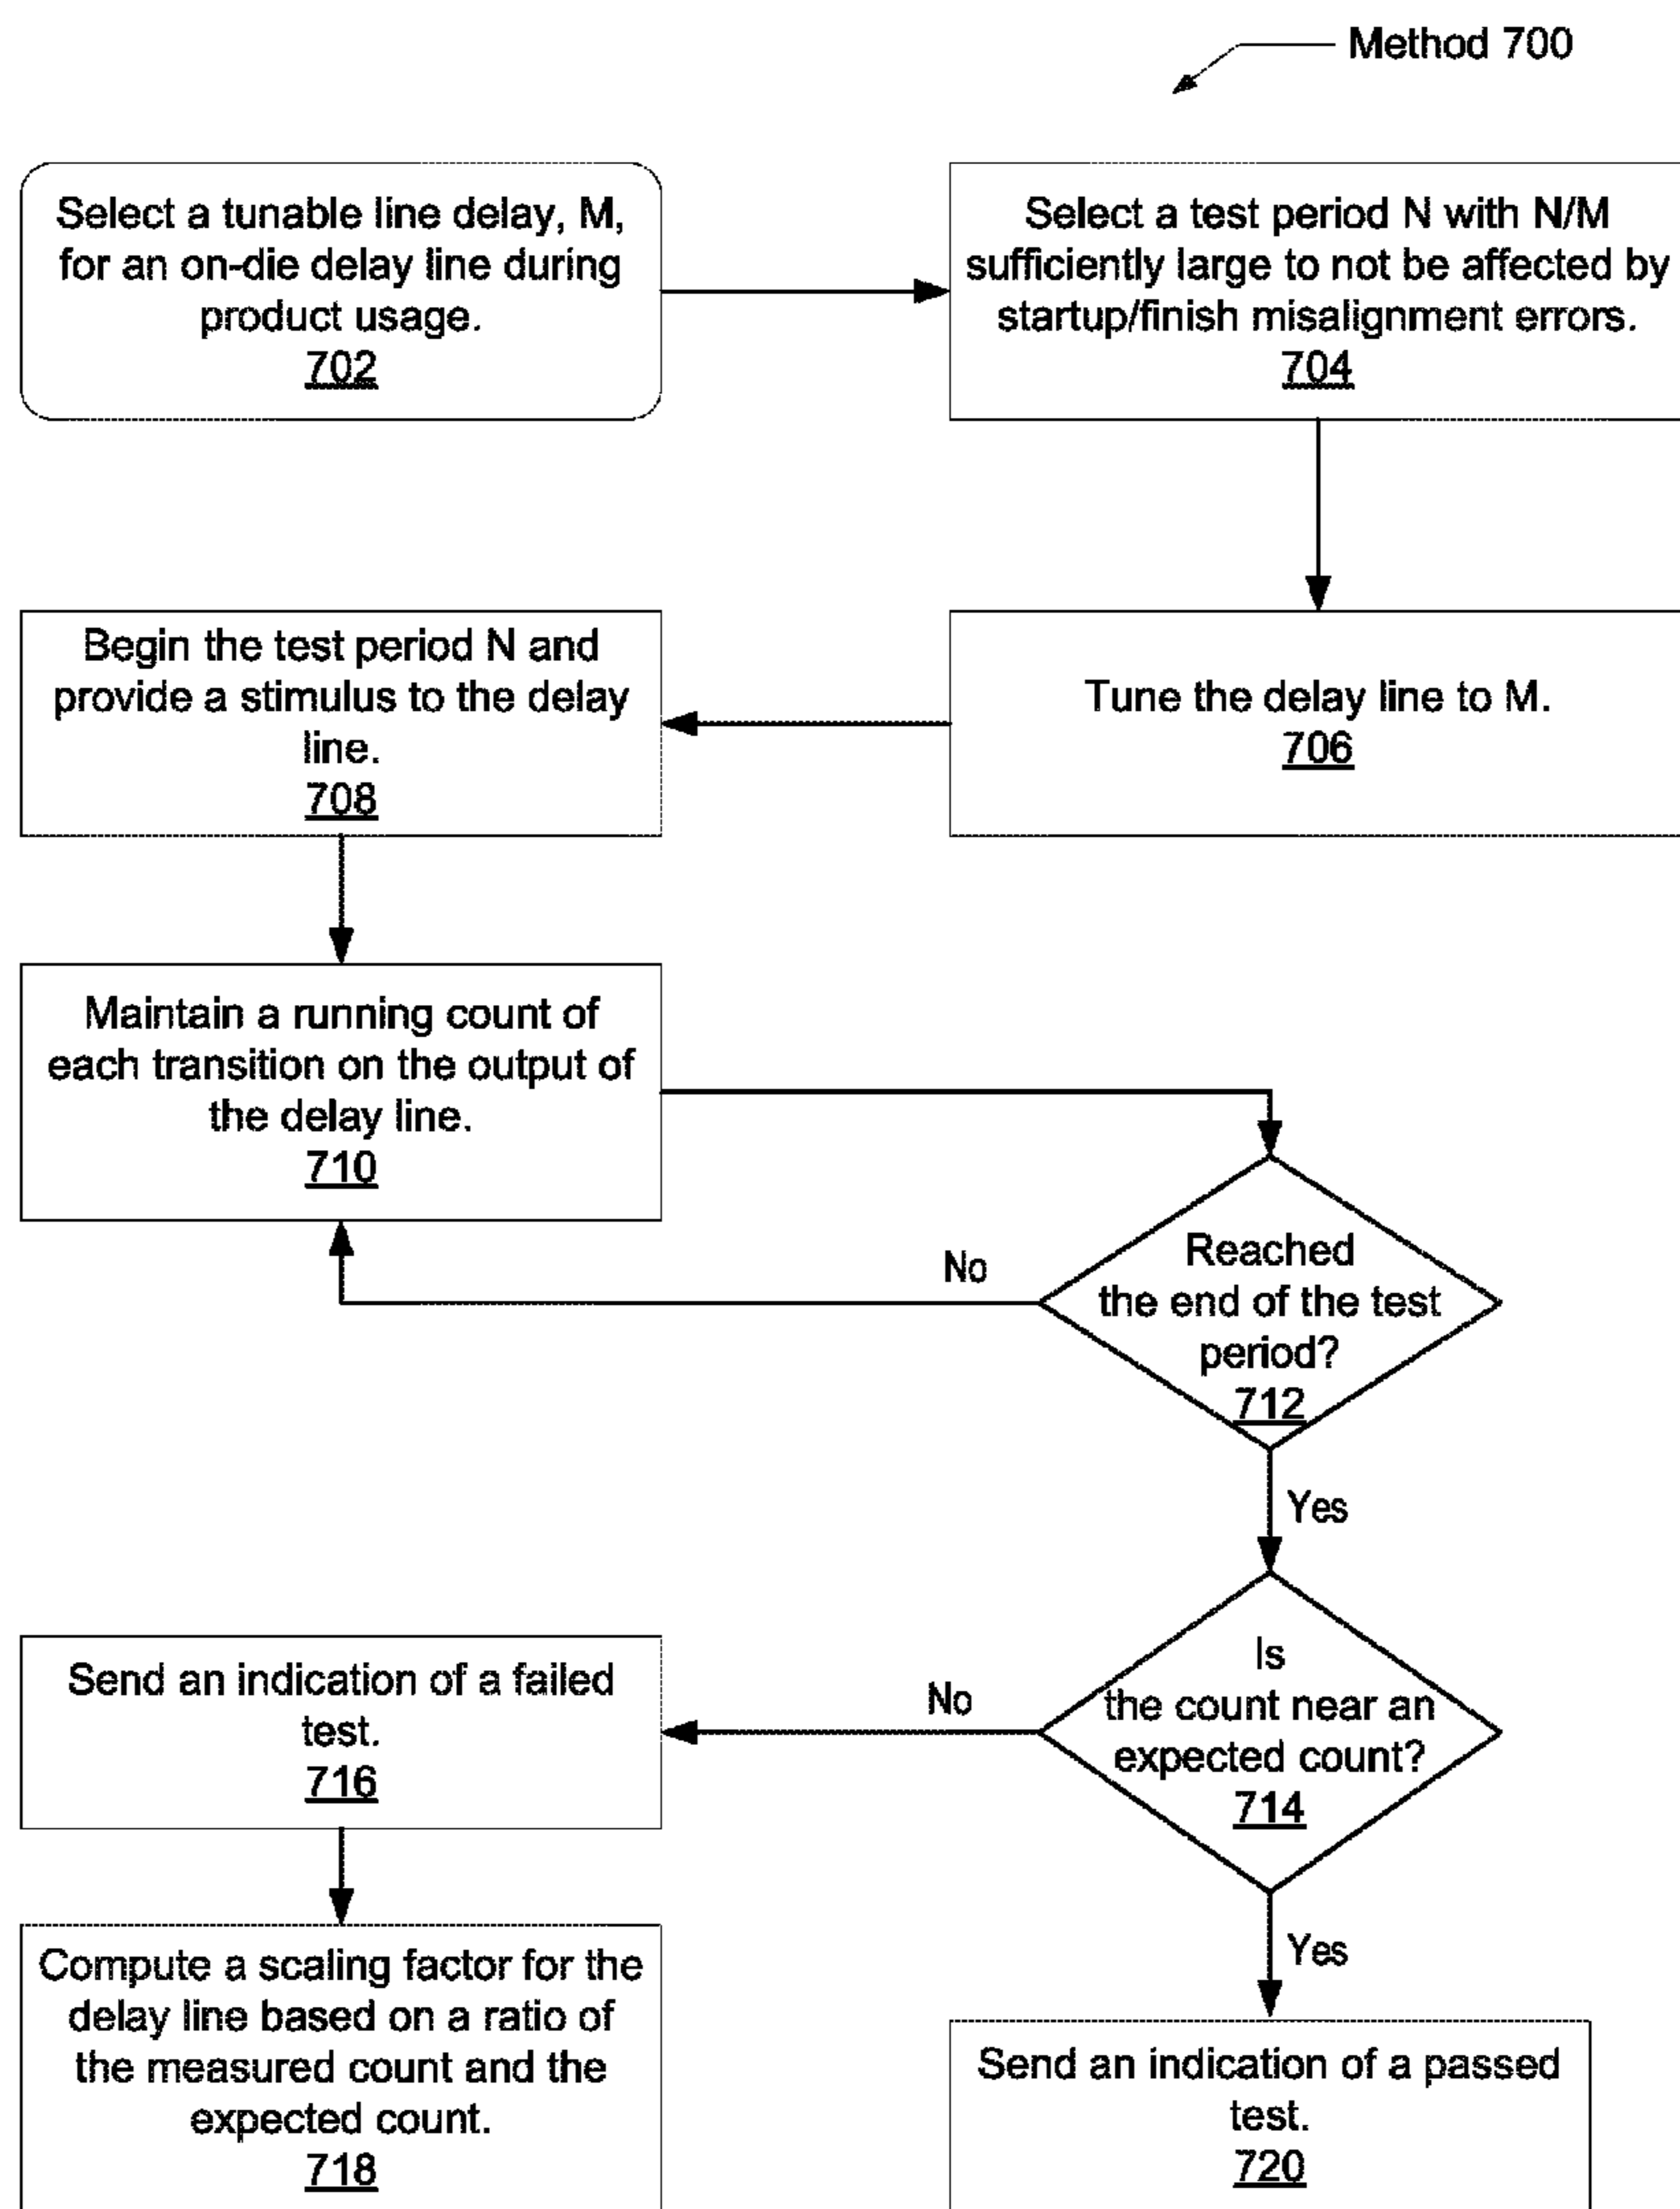 Method 700
Select a tunable line delay, M,
for an on-die delay line during
product usage.
702
Select a test period N with N/M
sufficiently large to not be affected by
startup/finish misalignment errors.
704
Tune the delay line to M.
706
Begin the test period N and
provide a stimulus to the delay
line.
708
Maintain a running count of
each transition on the output of
the delay line.
710
Reached
the end of the test
period?
712
No
Yes
Is
the count near an
expected count?
714
No
Send an indication of a failed
test.
716
Compute a scaling factor for the
delay line based on a ratio of
the measured count and the
expected count.
718
Yes
Send an indication of a passed
test.
720